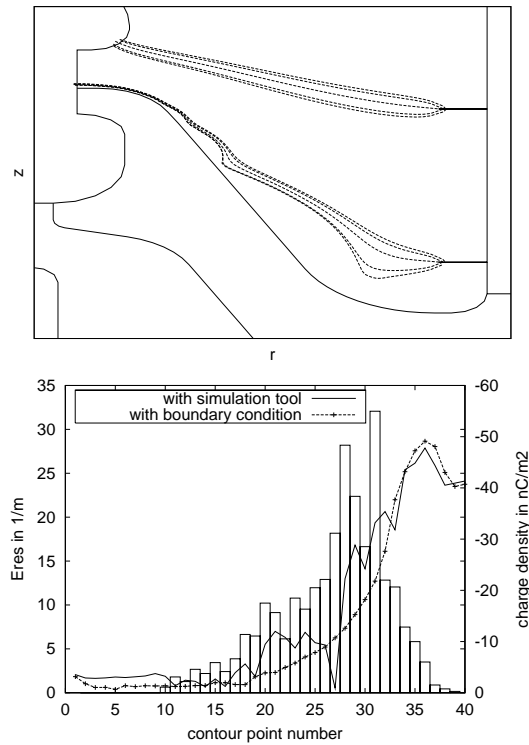 z
r
with simulation tool
with boundary condition
Eres in 1/m
35
30
25
20
15
10
5
0
-60
-50
-40
-30
-20
-10
0
charge density in nC/m2
0 5 10 15 20 25 30 35 40
contour point number